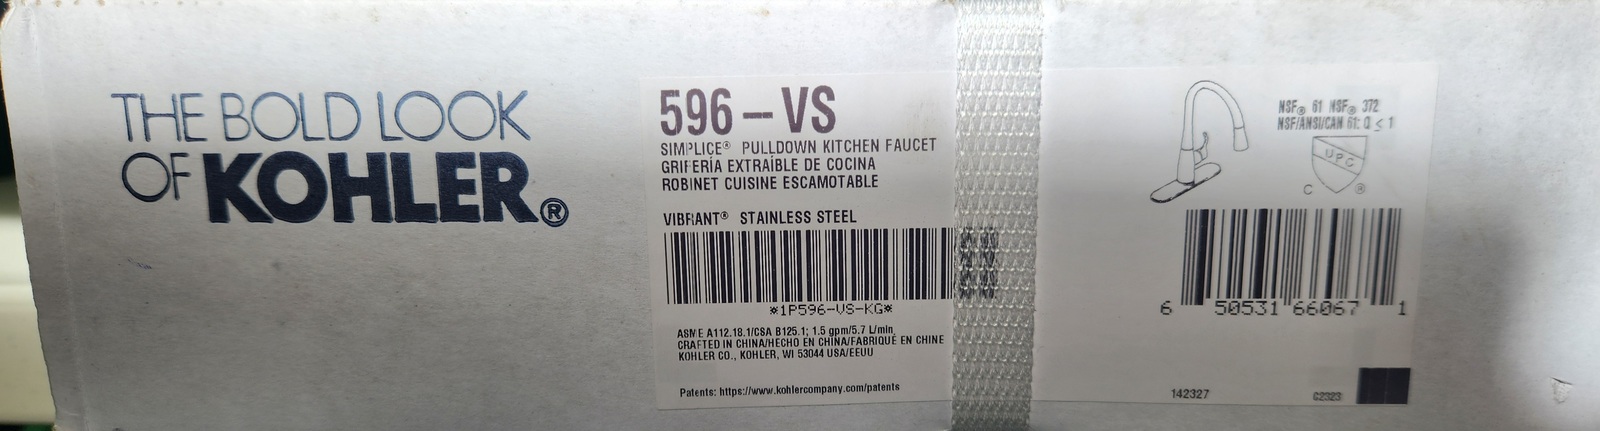 THE BOLD LOOK
OF KOHLER®
596-VS
SIMPLICE® PULLDOWN KITCHEN FAUCET
GRIFERÍA EXTRAÍBLE DE COCINA
ROBINET CUISINE ESCAMOTABLE
VIBRANT® STAINLESS STEEL
*1P596-VS-KG*
ASME A112.18.1/CSA B125.1; 1.5 gpm/5.7 L/min
CRAFTED IN CHINA/HECHO EN CHINA/FABRIQUÉ EN CHINE
KOHLER CO., KOHLER, WI 53044 USA/EEUU
Patents: https://www.kohlercompany.com/patents
NSF® 61 NSF® 372
NSF/ANSI/CAN 61: Q ≤ 1
UPC
C ®
6 50531 66067 1
142327
C2323